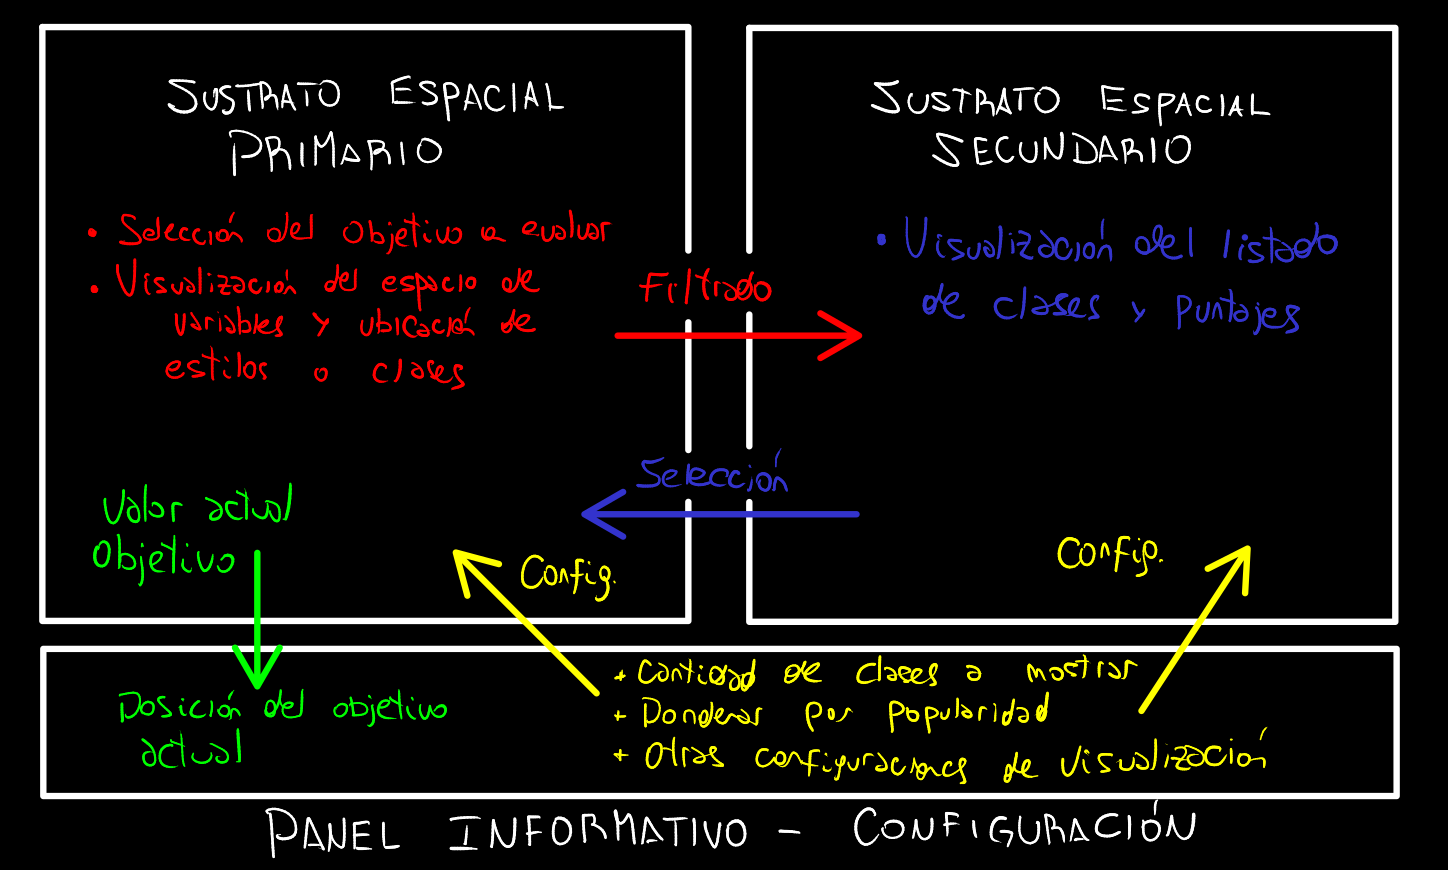 SUSTRATO ESPACIAL
PRIMARIO
• Selección del objetivo a evaluar
• Visualización del espacio de
variables y ubicación de
estilos o clases
Valor actual
Objetivo
Filtrado
Selección
SUSTRATO ESPACIAL
SECUNDARIO
• Visualización del listado
de clases y puntajes
Config.
Config.
Posición del objetivo
actual
+ Cantidad de clases a mostrar
+ Ponderar por popularidad
+ Otras configuraciones de visualización
PANEL INFORMATIVO - CONFIGURACIÓN